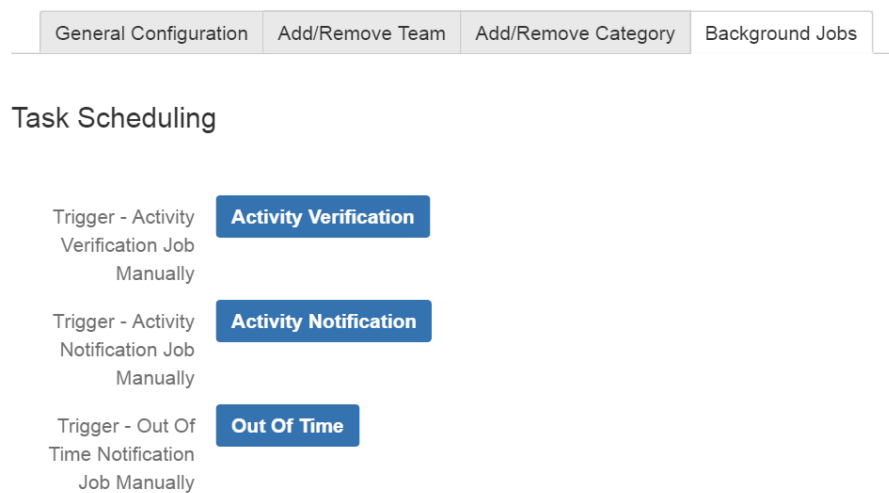 General Configuration Add/Remove Team Add/Remove Category Background Jobs
Task Scheduling
Trigger - Activity
Verification Job
Manually
Activity Verification
Trigger - Activity
Notification Job
Manually
Activity Notification
Trigger - Out Of
Time Notification
Job Manually
Out Of Time